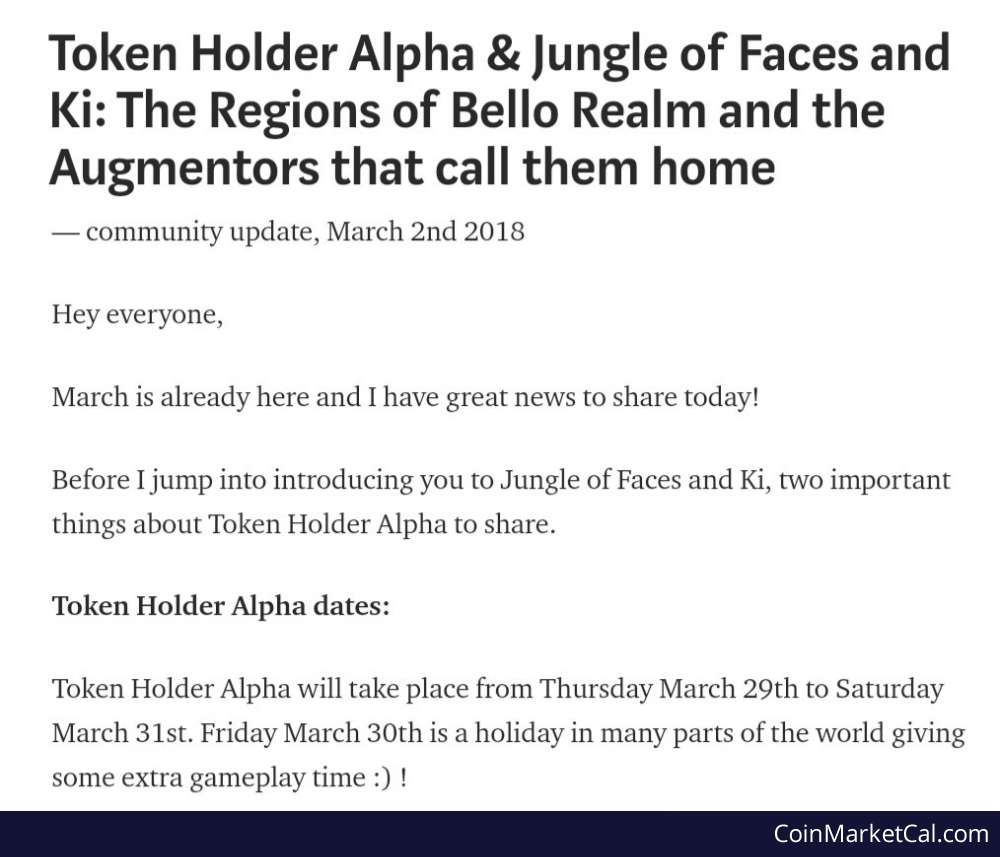 Token Holder Alpha & Jungle of Faces and
Ki: The Regions of Bello Realm and the
Augmentors that call them home
— community update, March 2nd 2018
Hey everyone,
March is already here and I have great news to share today!
Before I jump into introducing you to Jungle of Faces and Ki, two important
things about Token Holder Alpha to share.
Token Holder Alpha dates:
Token Holder Alpha will take place from Thursday March 29th to Saturday
March 31st. Friday March 30th is a holiday in many parts of the world giving
some extra gameplay time :) !
CoinMarketCal.com